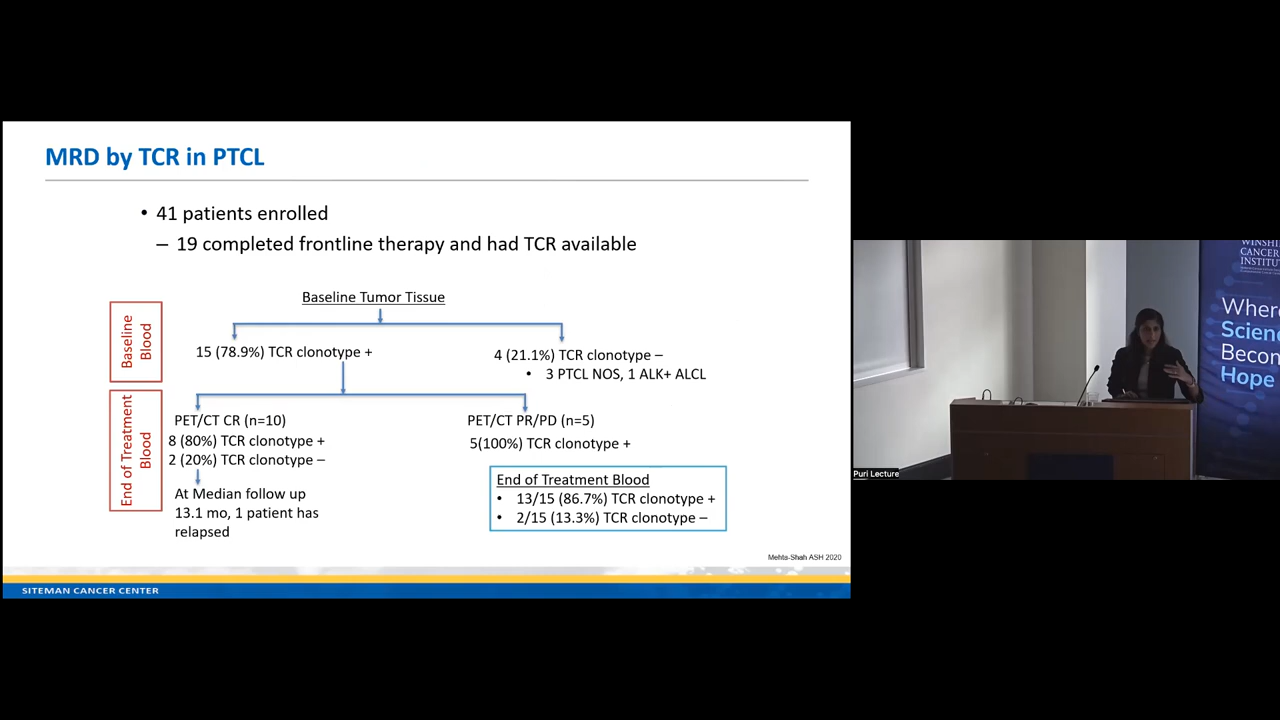 MRD by TCR in PTCL
• 41 patients enrolled
– 19 completed frontline therapy and had TCR available
Baseline Tumor Tissue
Baseline
Blood
15 (78.9%) TCR clonotype +
4 (21.1%) TCR clonotype –
• 3 PTCL NOS, 1 ALK+ ALCL
End of Treatment
Blood
PET/CT CR (n=10)
8 (80%) TCR clonotype +
2 (20%) TCR clonotype –
At Median follow up
13.1 mo, 1 patient has
relapsed
PET/CT PR/PD (n=5)
5(100%) TCR clonotype +
End of Treatment Blood
• 13/15 (86.7%) TCR clonotype +
• 2/15 (13.3%) TCR clonotype –
Mehta-Shah ASH 2020
SITEMAN CANCER CENTER
WINSHI
CANCER
INSTITU
Where
Scien
Becom
Hope
Puri Lecture